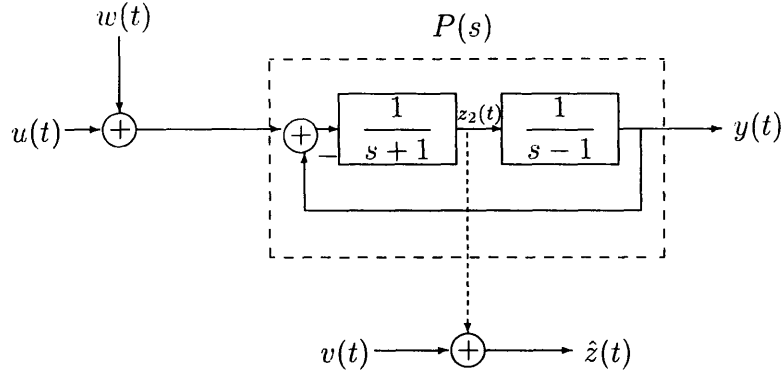 w(t)
P(s)
u(t) + + − 1 / (s + 1) z₂(t) 1 / (s − 1) y(t)
v(t) + ẑ(t)